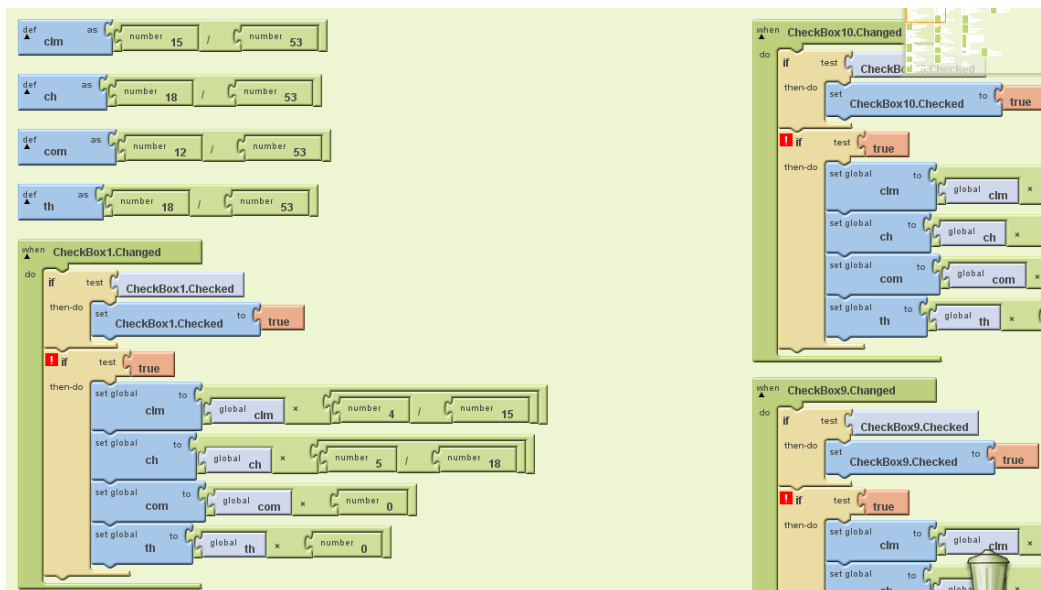 def clm as number 15 / number 53
def ch as number 18 / number 53
def com as number 12 / number 53
def th as number 18 / number 53
when CheckBox1.Changed
do if test CheckBox1.Checked
then-do set CheckBox1.Checked to true
! if test true
then-do set global clm to global clm × number 4 / number 15
set global ch to global ch × number 5 / number 18
set global com to global com × number 0
set global th to global th × number 0
when CheckBox10.Changed
do if test
then-do set CheckBox10.Checked to true
! if test true
then-do set global clm to global clm ×
set global ch to global ch ×
set global com to global com ×
set global th to global th ×
when CheckBox9.Changed
do if test CheckBox9.Checked
then-do set CheckBox9.Checked to true
! if test true
then-do set global clm to global clm ×
set global to